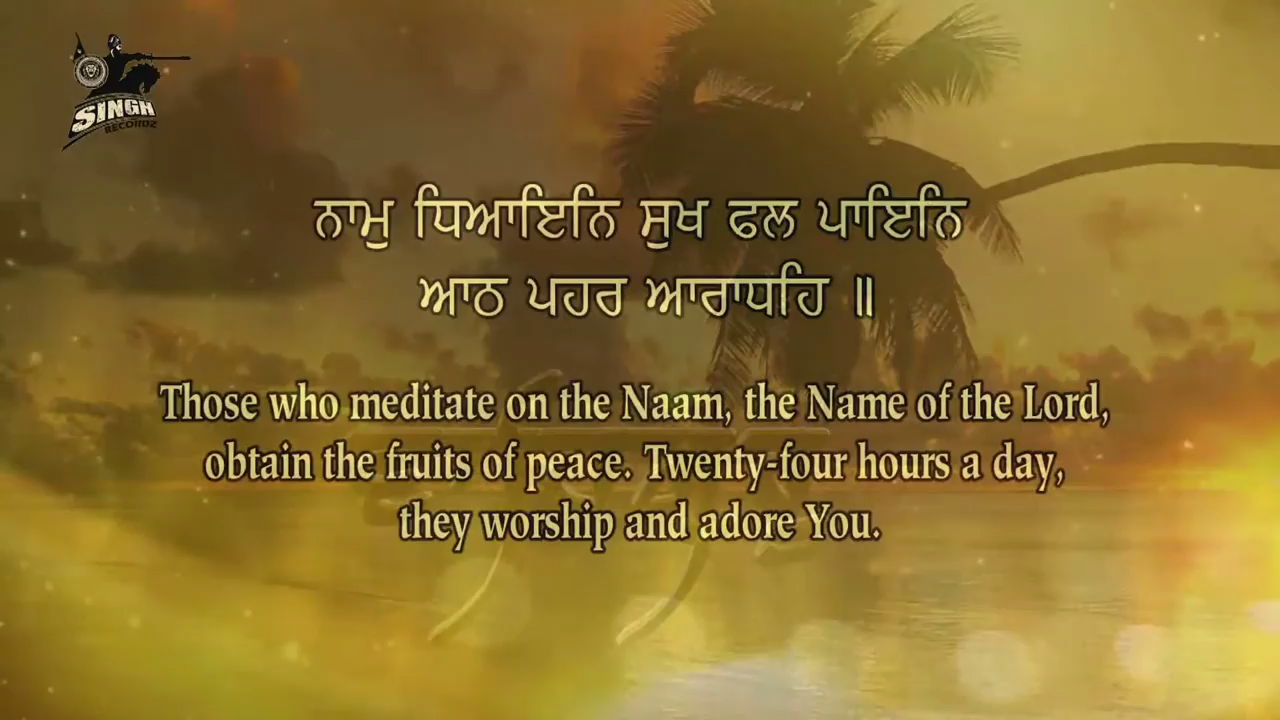 SINGH
RECORDZ
ਨਾਮੁ ਧਿਆਇਨਿ ਸੁਖ ਫਲ ਪਾਇਨਿ
ਆਠ ਪਹਰ ਆਰਾਧਹਿ ॥
Those who meditate on the Naam, the Name of the Lord,
obtain the fruits of peace. Twenty-four hours a day,
they worship and adore You.